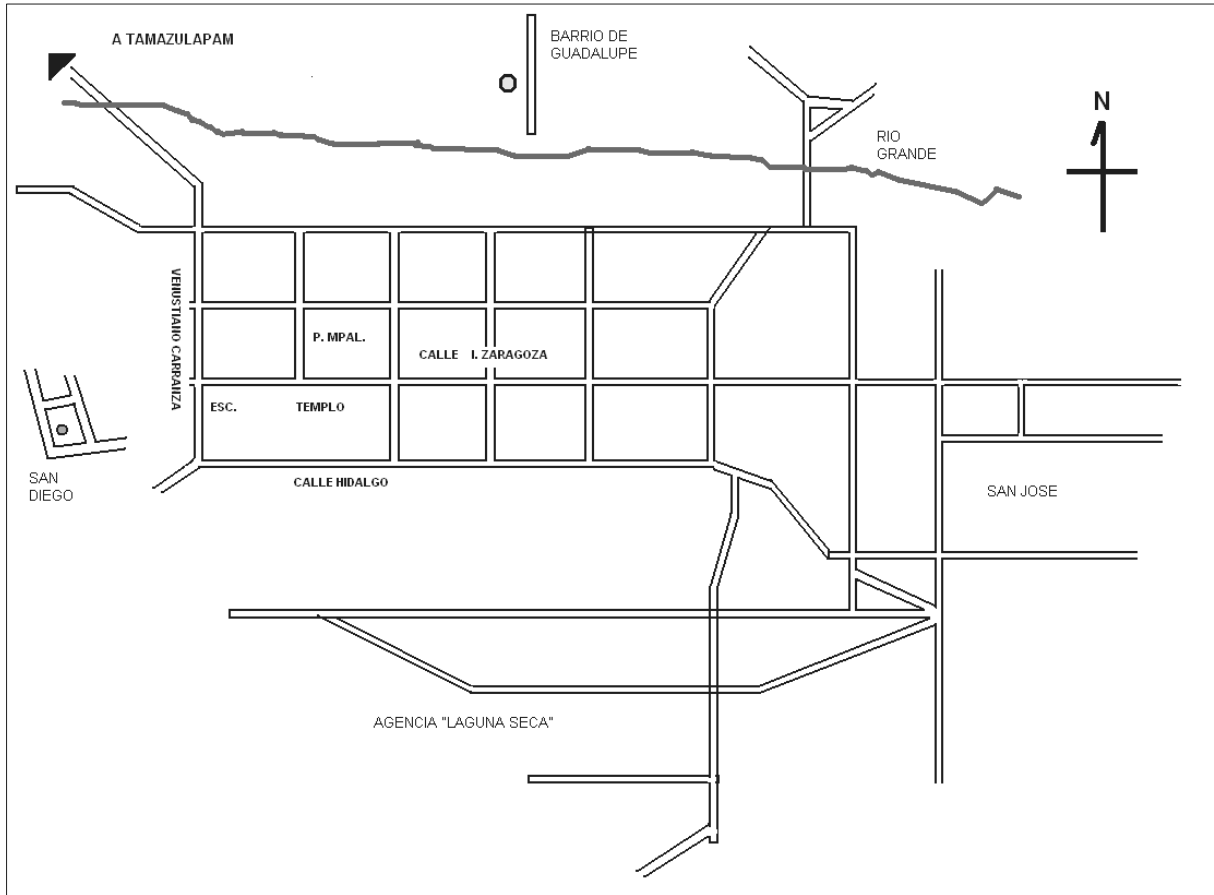 A TAMAZULAPAM
BARRIO DE
GUADALUPE
N
RIO
GRANDE
VENUSTIANO CARRANZA
P. MPAL.
CALLE I. ZARAGOZA
ESC.
TEMPLO
SAN
DIEGO
CALLE HIDALGO
SAN JOSE
AGENCIA "LAGUNA SECA"